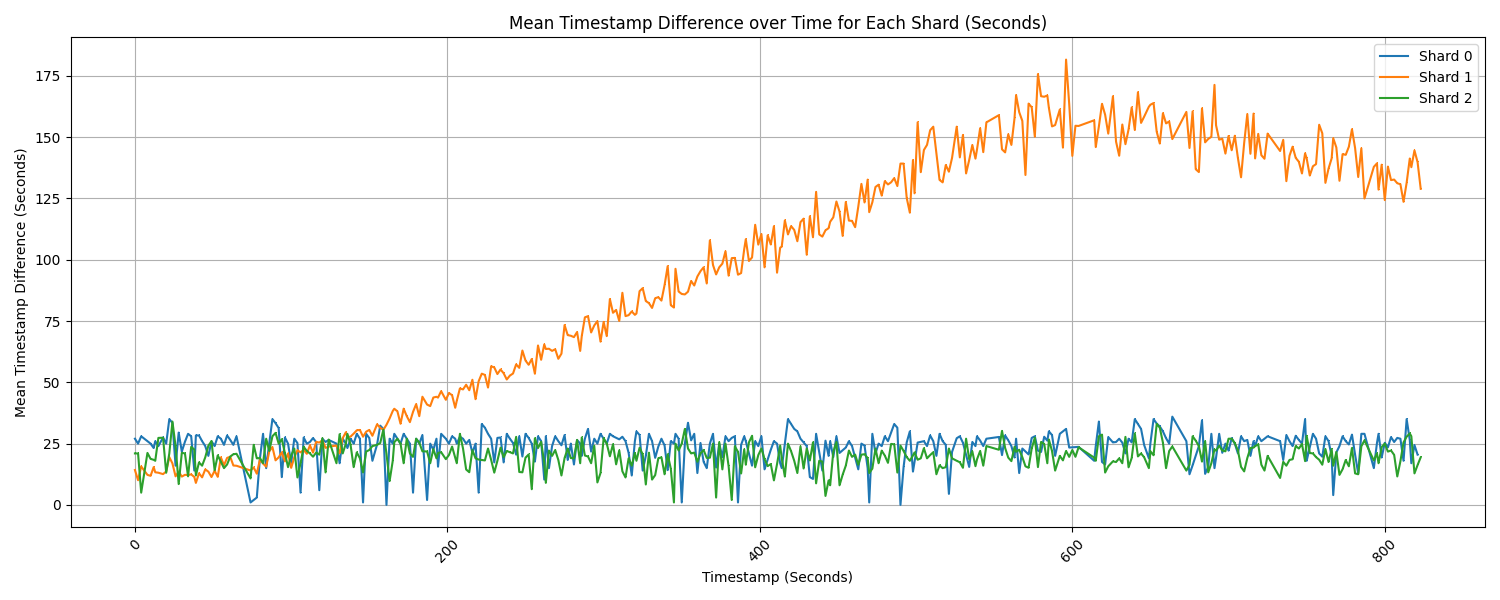 Mean Timestamp Difference over Time for Each Shard (Seconds)
Shard 0
Shard 1
Shard 2
Mean Timestamp Difference (Seconds)
175
150
125
100
75
50
25
0
0
200
400
600
800
Timestamp (Seconds)